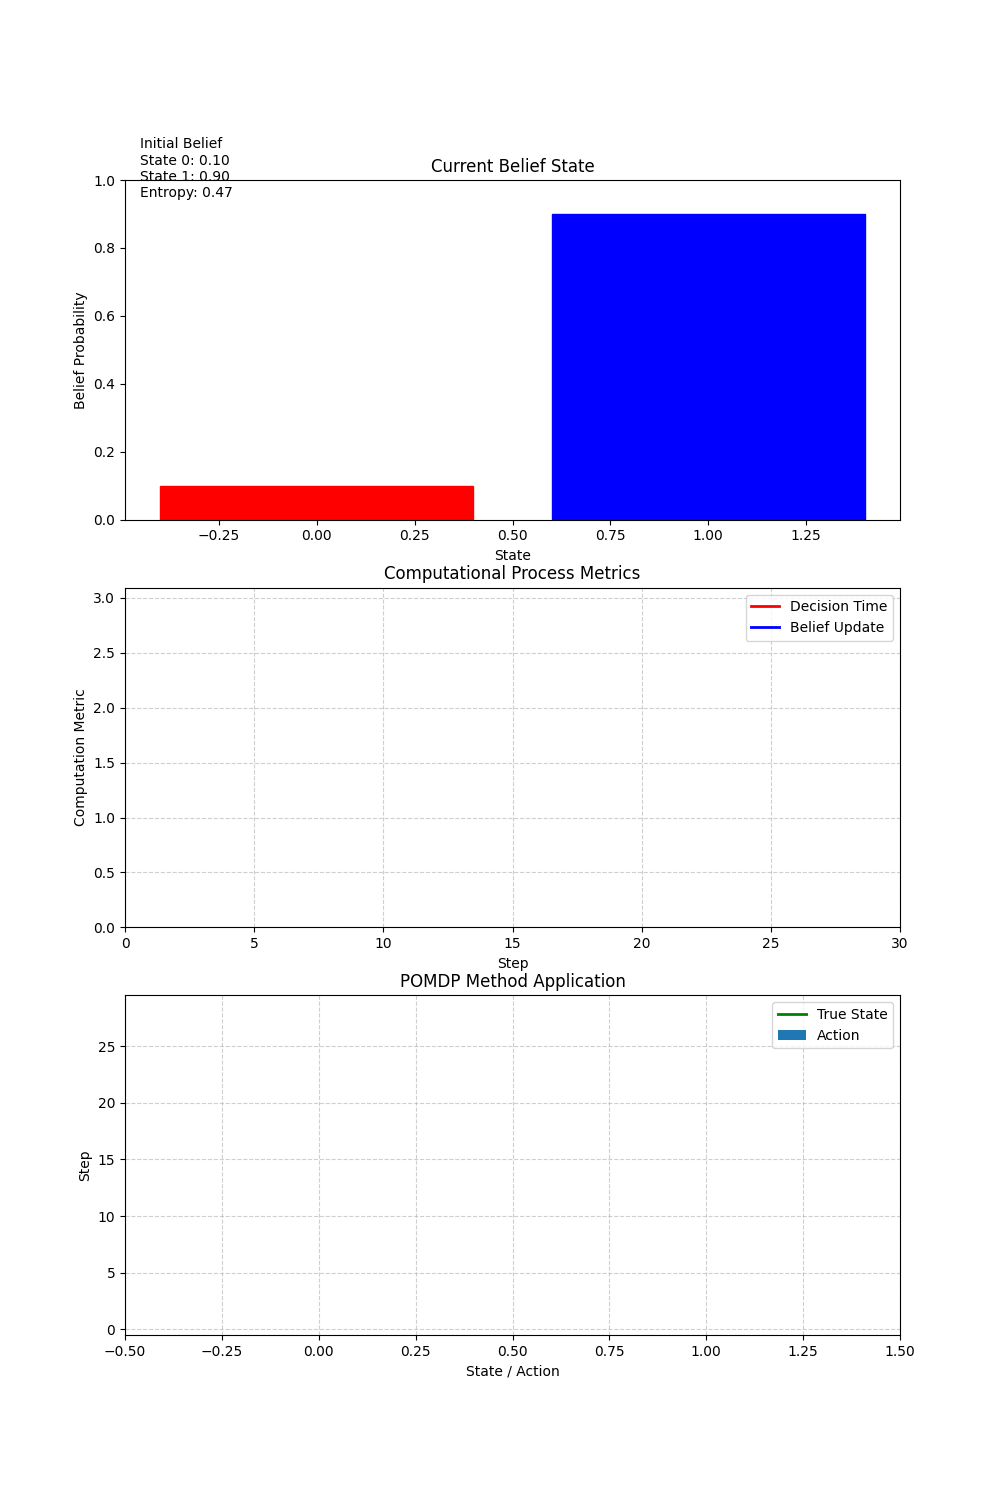 Initial Belief
State 0: 0.10
State 1: 0.90
Entropy: 0.47
Current Belief State
1.0
0.8
0.6
0.4
0.2
0.0
Belief Probability
−0.25 0.00 0.25 0.50 0.75 1.00 1.25
State
Computational Process Metrics
3.0
2.5
2.0
1.5
1.0
0.5
0.0
Computation Metric
Decision Time
Belief Update
0 5 10 15 20 25 30
Step
POMDP Method Application
25
20
15
10
5
0
Step
True State
Action
−0.50 −0.25 0.00 0.25 0.50 0.75 1.00 1.25 1.50
State / Action